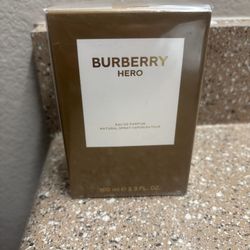 BURBERRY
HERO
EAU DE PARFUM
NATURAL SPRAY VAPORISATEUR
100 ml ℮ 3.3 FL. OZ.